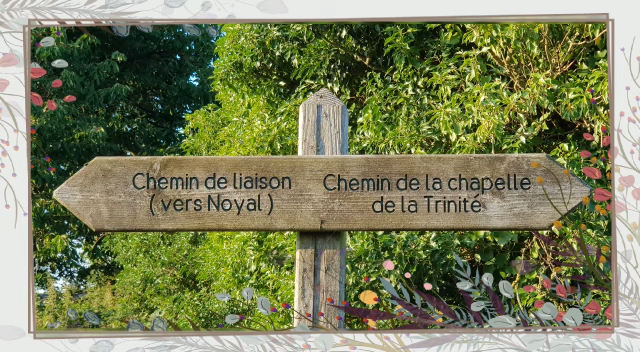 Chemin de liaison
(vers Noyal)
Chemin de la chapelle
de la Trinité